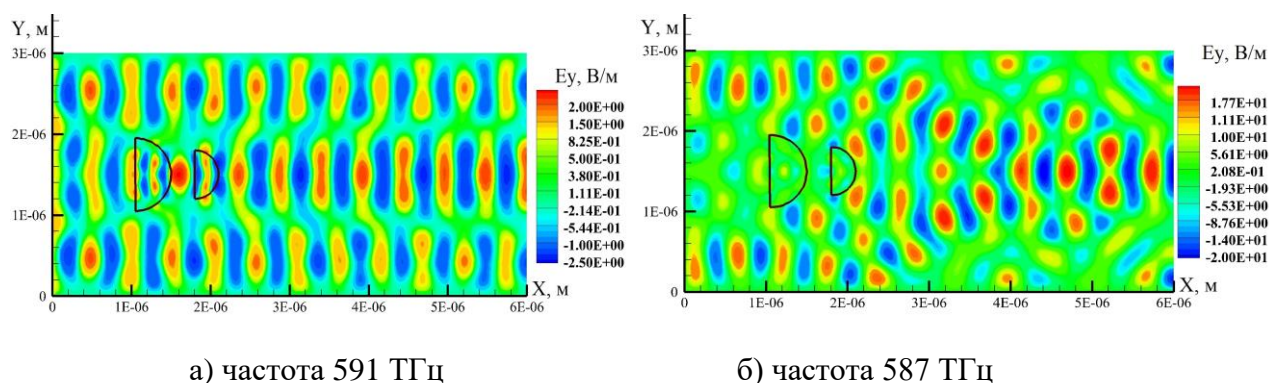 Y, м
3E-06
2E-06
1E-06
0
0
1E-06
2E-06
3E-06
4E-06
5E-06
6E-06
X, м
Ey, В/м
2.00E+00
1.50E+00
8.25E-01
5.00E-01
3.80E-01
1.11E-01
-2.14E-01
-5.44E-01
-1.00E+00
-2.50E+00
Y, м
3E-06
2E-06
1E-06
0
0
1E-06
2E-06
3E-06
4E-06
5E-06
6E-06
X, м
Ey, В/м
1.77E+01
1.11E+01
1.00E+01
5.61E+00
2.08E-01
-1.93E+00
-5.53E+00
-8.76E+00
-1.40E+01
-2.00E+01
а) частота 591 ТГц
б) частота 587 ТГц